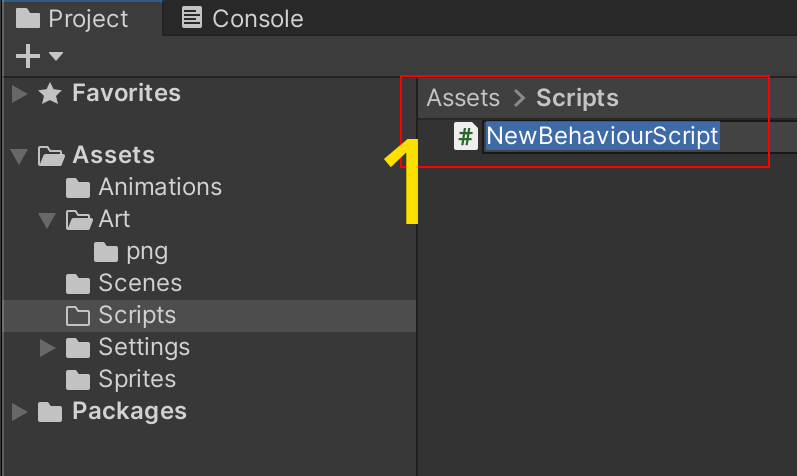 Project
Console
Favorites
Assets
Animations
Art
png
Scenes
Scripts
Settings
Sprites
Packages
Assets > Scripts
# NewBehaviourScript
1